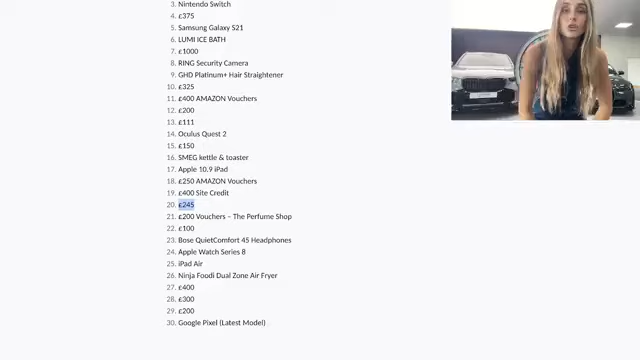 3. Nintendo Switch
4. £375
5. Samsung Galaxy S21
6. LUMI ICE BATH
7. £1000
8. RING Security Camera
9. GHD Platinum+ Hair Straightener
10. £325
11. £400 AMAZON Vouchers
12. £200
13. £111
14. Oculus Quest 2
15. £150
16. SMEG kettle & toaster
17. Apple 10.9 iPad
18. £250 AMAZON Vouchers
19. £400 Site Credit
20. £245
21. £200 Vouchers – The Perfume Shop
22. £100
23. Bose QuietComfort 45 Headphones
24. Apple Watch Series 8
25. iPad Air
26. Ninja Foodi Dual Zone Air Fryer
27. £400
28. £300
29. £200
30. Google Pixel (Latest Model)